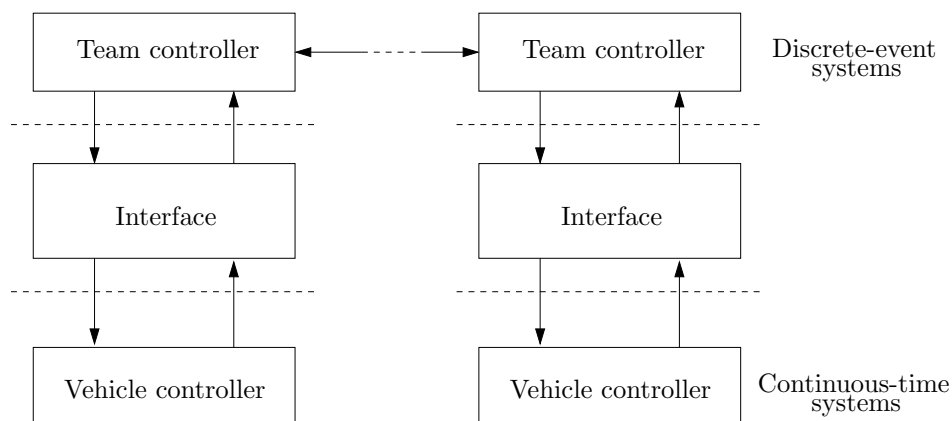 Team controller
Team controller
Discrete-event
systems
Interface
Interface
Vehicle controller
Vehicle controller
Continuous-time
systems